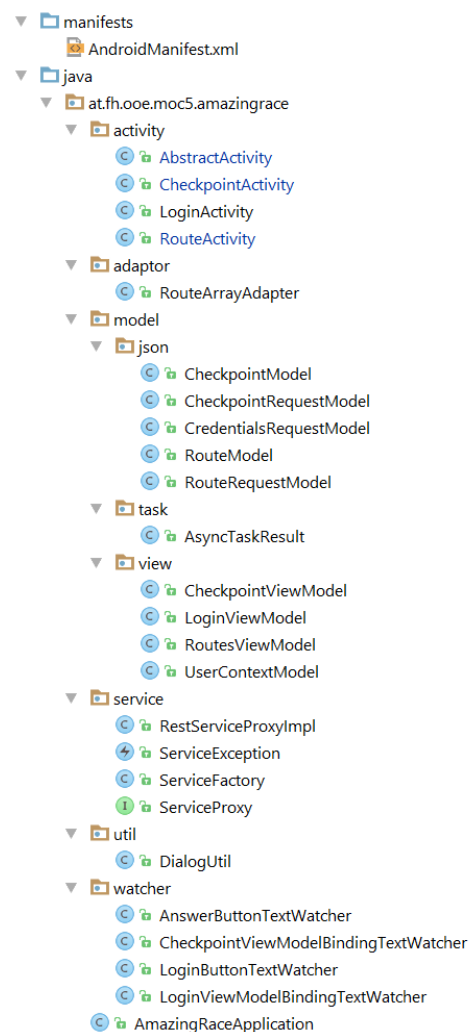 manifests
AndroidManifest.xml
java
at.fh.ooe.moc5.amazingrace
activity
AbstractActivity
CheckpointActivity
LoginActivity
RouteActivity
adaptor
RouteArrayAdapter
model
json
CheckpointModel
CheckpointRequestModel
CredentialsRequestModel
RouteModel
RouteRequestModel
task
AsyncTaskResult
view
CheckpointViewModel
LoginViewModel
RoutesViewModel
UserContextModel
service
RestServiceProxyImpl
ServiceException
ServiceFactory
ServiceProxy
util
DialogUtil
watcher
AnswerButtonTextWatcher
CheckpointViewModelBindingTextWatcher
LoginButtonTextWatcher
LoginViewModelBindingTextWatcher
AmazingRaceApplication